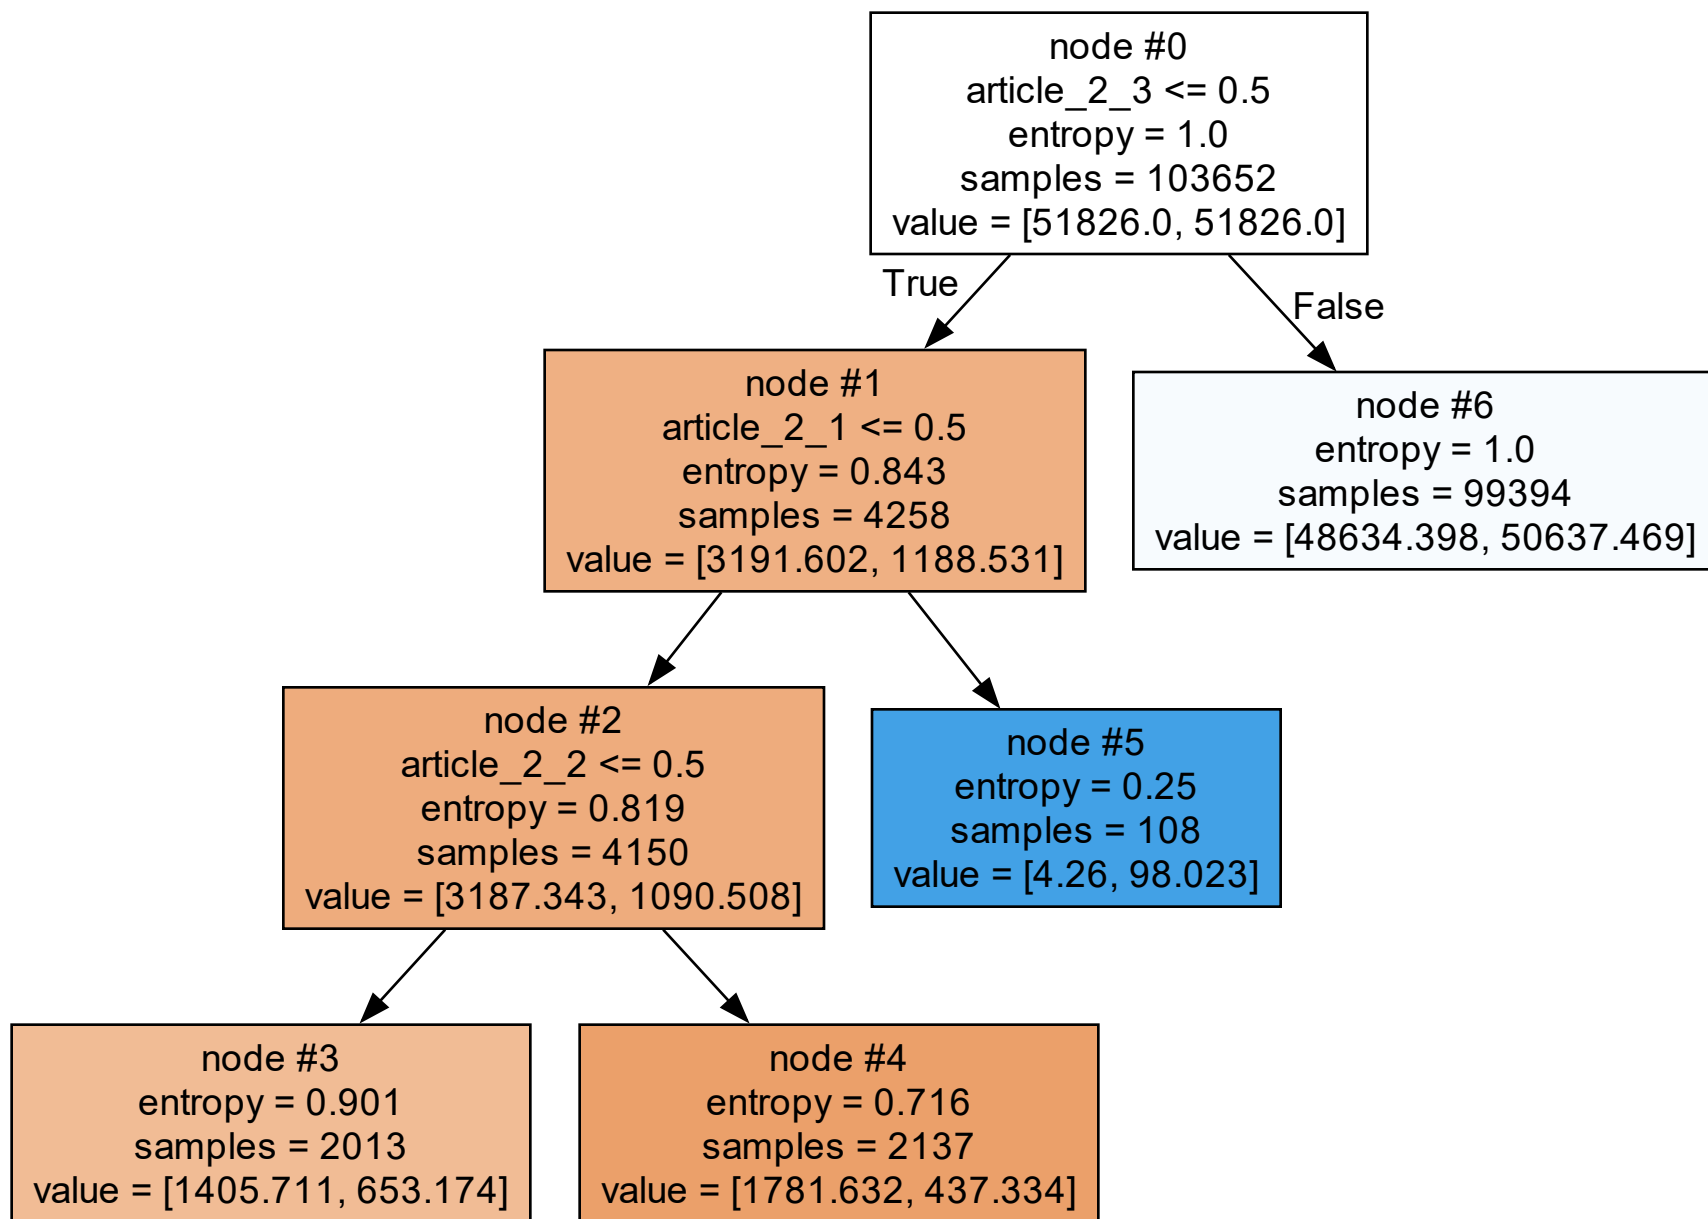 node #0
article_2_3 <= 0.5
entropy = 1.0
samples = 103652
value = [51826.0, 51826.0]
True
False
node #1
article_2_1 <= 0.5
entropy = 0.843
samples = 4258
value = [3191.602, 1188.531]
node #6
entropy = 1.0
samples = 99394
value = [48634.398, 50637.469]
node #2
article_2_2 <= 0.5
entropy = 0.819
samples = 4150
value = [3187.343, 1090.508]
node #5
entropy = 0.25
samples = 108
value = [4.26, 98.023]
node #3
entropy = 0.901
samples = 2013
value = [1405.711, 653.174]
node #4
entropy = 0.716
samples = 2137
value = [1781.632, 437.334]